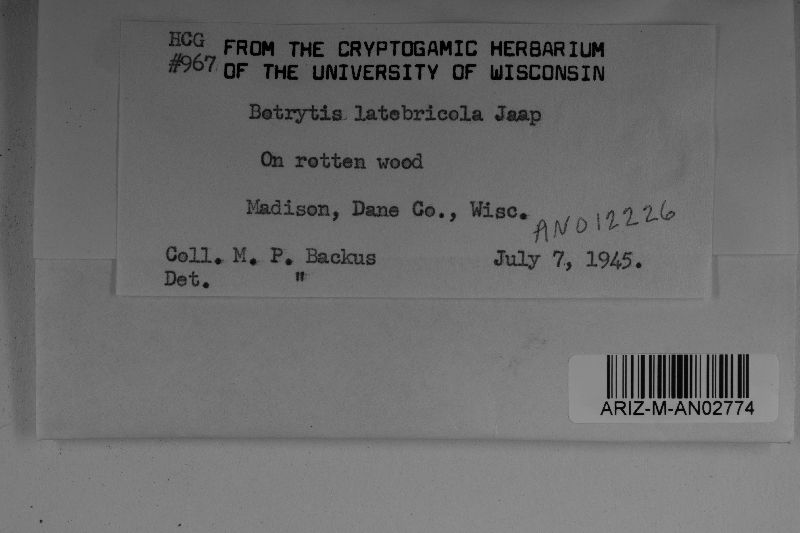 HCG
#967
FROM THE CRYPTOGAMIC HERBARIUM
OF THE UNIVERSITY OF WISCONSIN
Botrytis latebricola Jaap
On rotten wood
Madison, Dane Co., Wisc.
AN012226
Coll. M. P. Backus July 7, 1945.
Det. "
ARIZ-M-AN02774